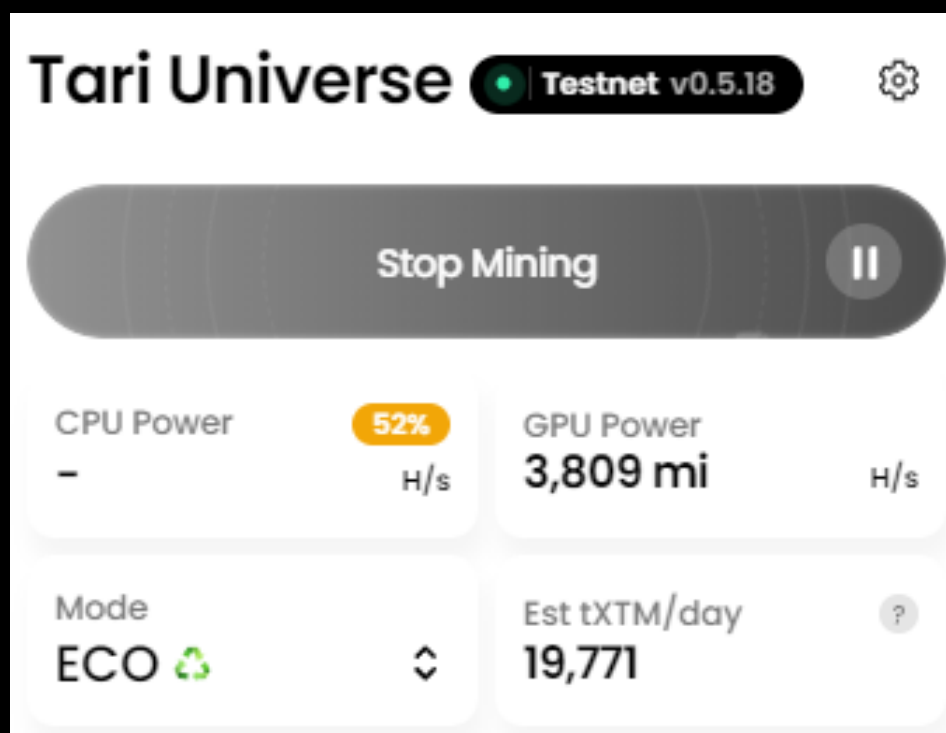 Tari Universe Testnet v0.5.18
Stop Mining
CPU Power 52%
- H/s
GPU Power
3,809 mi H/s
Mode
ECO
Est tXTM/day ?
19,771